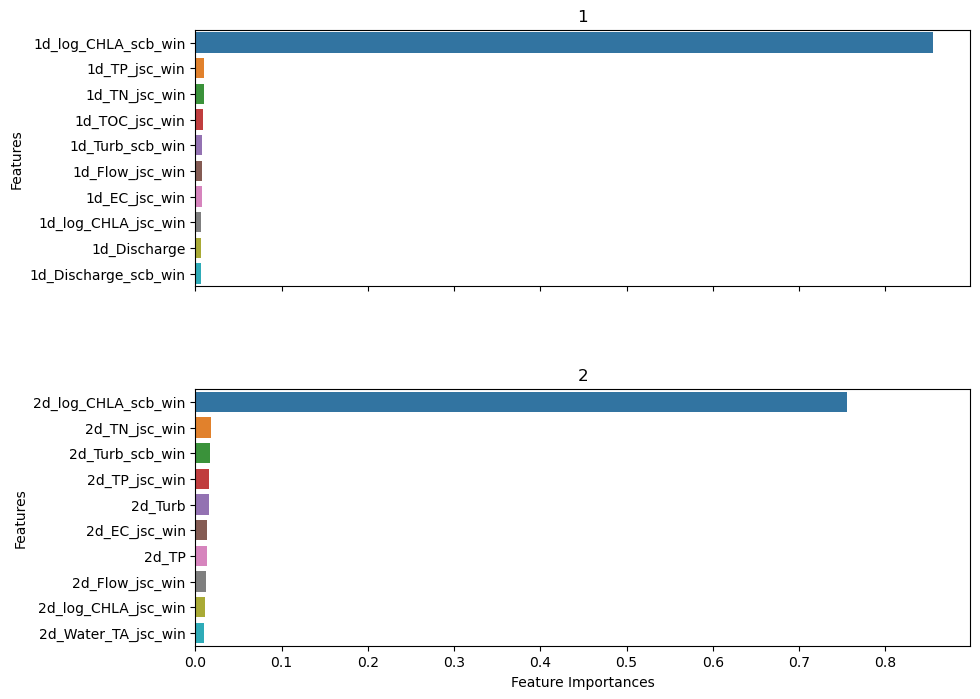 1
1d_log_CHLA_scb_win
1d_TP_jsc_win
1d_TN_jsc_win
1d_TOC_jsc_win
1d_Turb_scb_win
1d_Flow_jsc_win
1d_EC_jsc_win
1d_log_CHLA_jsc_win
1d_Discharge
1d_Discharge_scb_win
Features
2
2d_log_CHLA_scb_win
2d_TN_jsc_win
2d_Turb_scb_win
2d_TP_jsc_win
2d_Turb
2d_EC_jsc_win
2d_TP
2d_Flow_jsc_win
2d_log_CHLA_jsc_win
2d_Water_TA_jsc_win
Features
0.0 0.1 0.2 0.3 0.4 0.5 0.6 0.7 0.8
Feature Importances